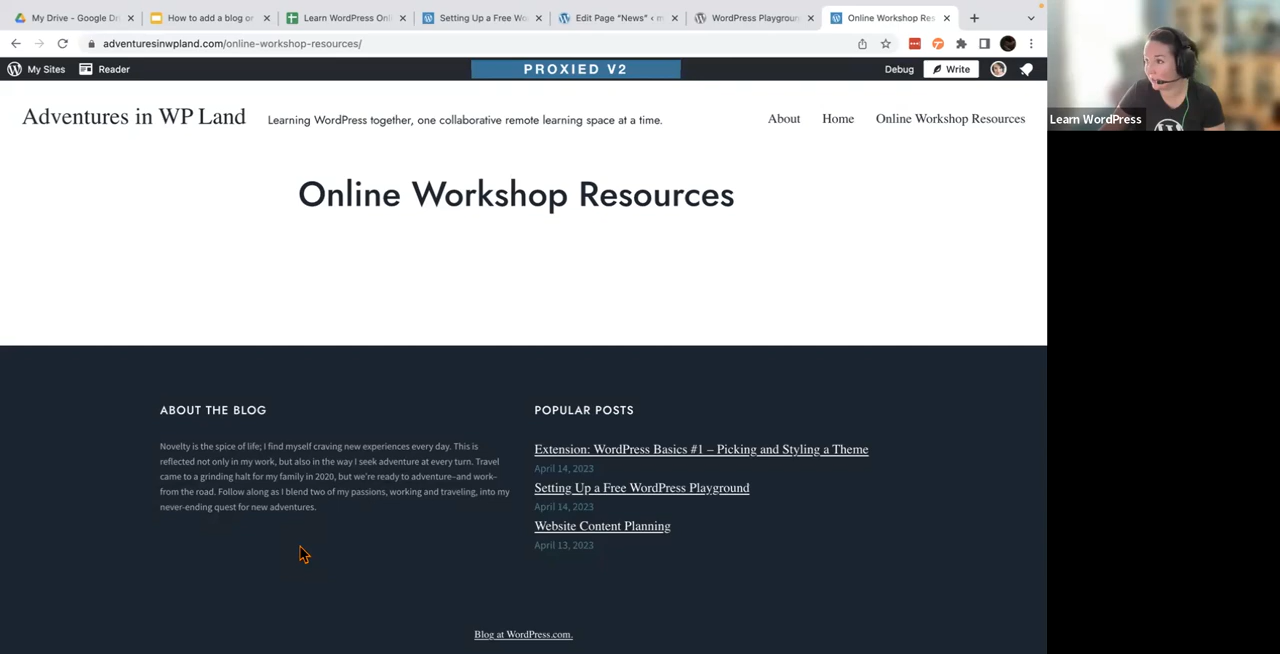 My Drive - Google Dri
How to add a blog or
Learn WordPress Onl
Setting Up a Free Wo
Edit Page "News" ‹ m
WordPress Playgroun
Online Workshop Res
adventuresinwpland.com/online-workshop-resources/
My Sites
Reader
PROXIED V2
Debug
Write
Adventures in WP Land
Learning WordPress together, one collaborative remote learning space at a time.
About
Home
Online Workshop Resources
Learn WordPress
Online Workshop Resources
ABOUT THE BLOG
Novelty is the spice of life; I find myself craving new experiences every day. This is
reflected not only in my work, but also in the way I seek adventure at every turn. Travel
came to a grinding halt for my family in 2020, but we're ready to adventure–and work–
from the road. Follow along as I blend two of my passions, working and traveling, into my
never-ending quest for new adventures.
POPULAR POSTS
Extension: WordPress Basics #1 – Picking and Styling a Theme
April 14, 2023
Setting Up a Free WordPress Playground
April 14, 2023
Website Content Planning
April 13, 2023
Blog at WordPress.com.